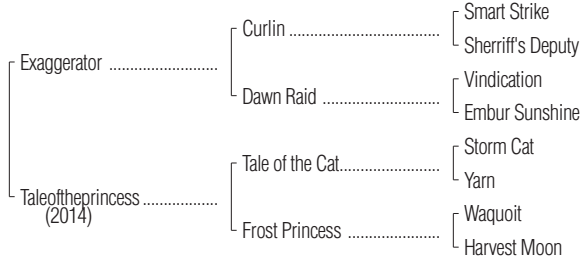 Smart Strike
Curlin ............................................
Sherriff's Deputy
Exaggerator ...........................
Vindication
Dawn Raid ..................................
Embur Sunshine
Storm Cat
Tale of the Cat............................
Yarn
Taleoftheprincess ...................
(2014)
Waquoit
Frost Princess ..........................
Harvest Moon